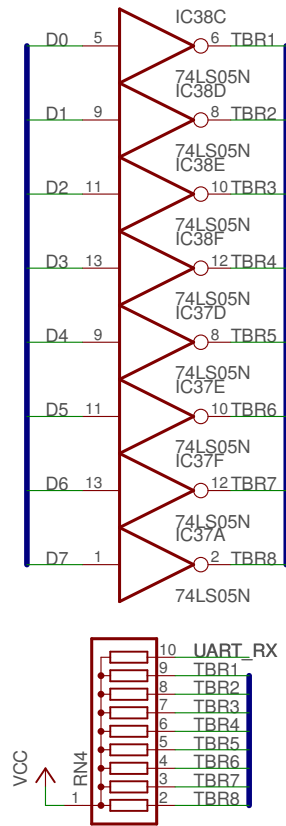 IC38C
D0 5 6 TBR1
74LS05N
IC38D
D1 9 8 TBR2
74LS05N
IC38E
D2 11 10 TBR3
74LS05N
IC38F
D3 13 12 TBR4
74LS05N
IC37D
D4 9 8 TBR5
74LS05N
IC37E
D5 11 10 TBR6
74LS05N
IC37F
D6 13 12 TBR7
74LS05N
IC37A
D7 1 2 TBR8
74LS05N
10 UART_RX
9 TBR1
8 TBR2
7 TBR3
6 TBR4
5 TBR5
4 TBR6
3 TBR7
2 TBR8
RN4
VCC
1